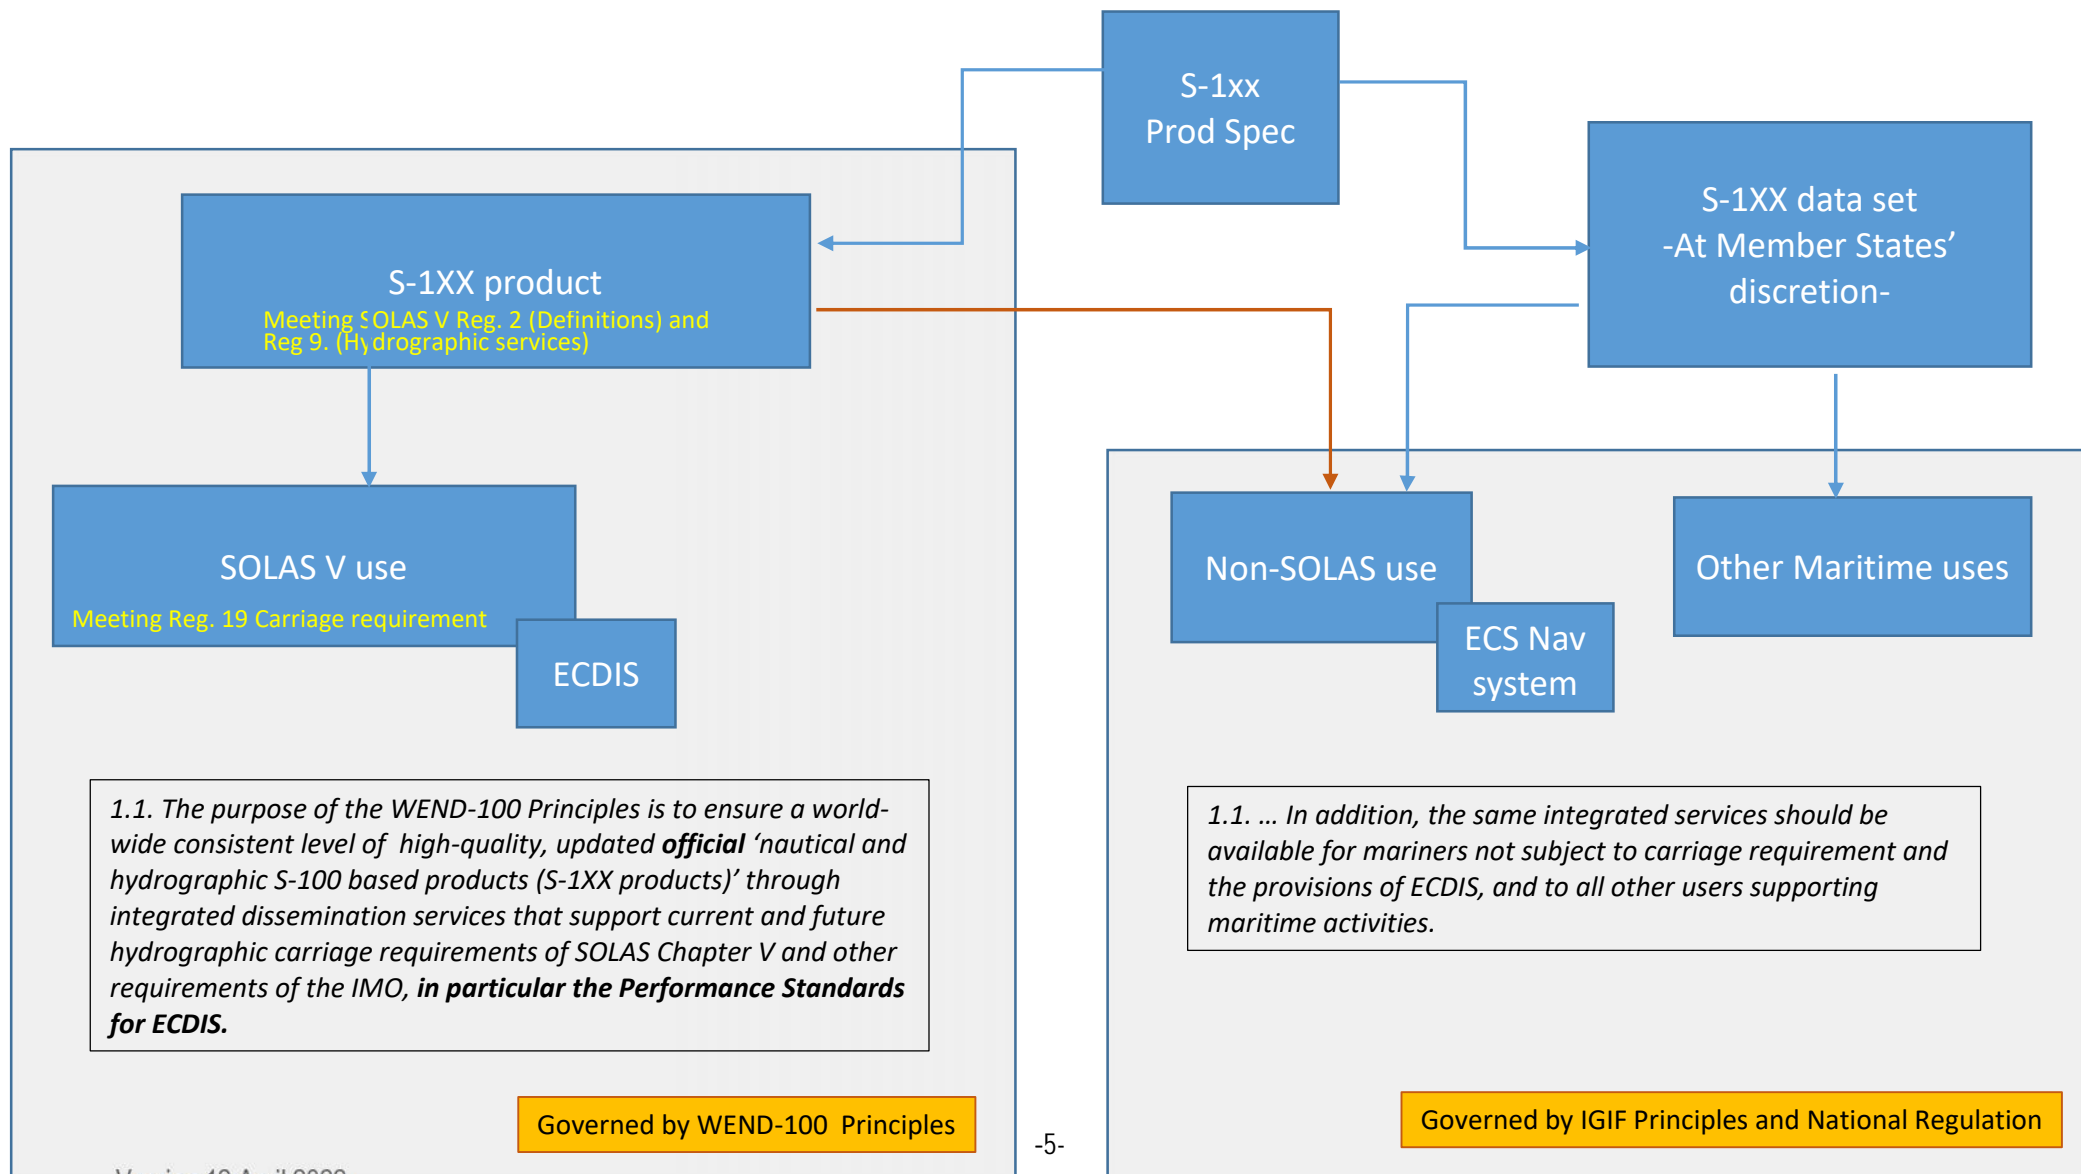 S-1xx
Prod Spec
S-1XX product
Meeting SOLAS V Reg. 2 (Definitions) and
Reg 9. (Hydrographic services)
S-1XX data set
-At Member States’
discretion-
SOLAS V use
Meeting Reg. 19 Carriage requirement
ECDIS
Non-SOLAS use
ECS Nav
system
Other Maritime uses
1.1. The purpose of the WEND-100 Principles is to ensure a world-
wide consistent level of high-quality, updated official ‘nautical and
hydrographic S-100 based products (S-1XX products)’ through
integrated dissemination services that support current and future
hydrographic carriage requirements of SOLAS Chapter V and other
requirements of the IMO, in particular the Performance Standards
for ECDIS.
1.1. … In addition, the same integrated services should be
available for mariners not subject to carriage requirement and
the provisions of ECDIS, and to all other users supporting
maritime activities.
Governed by WEND-100 Principles
-5-
Governed by IGIF Principles and National Regulation